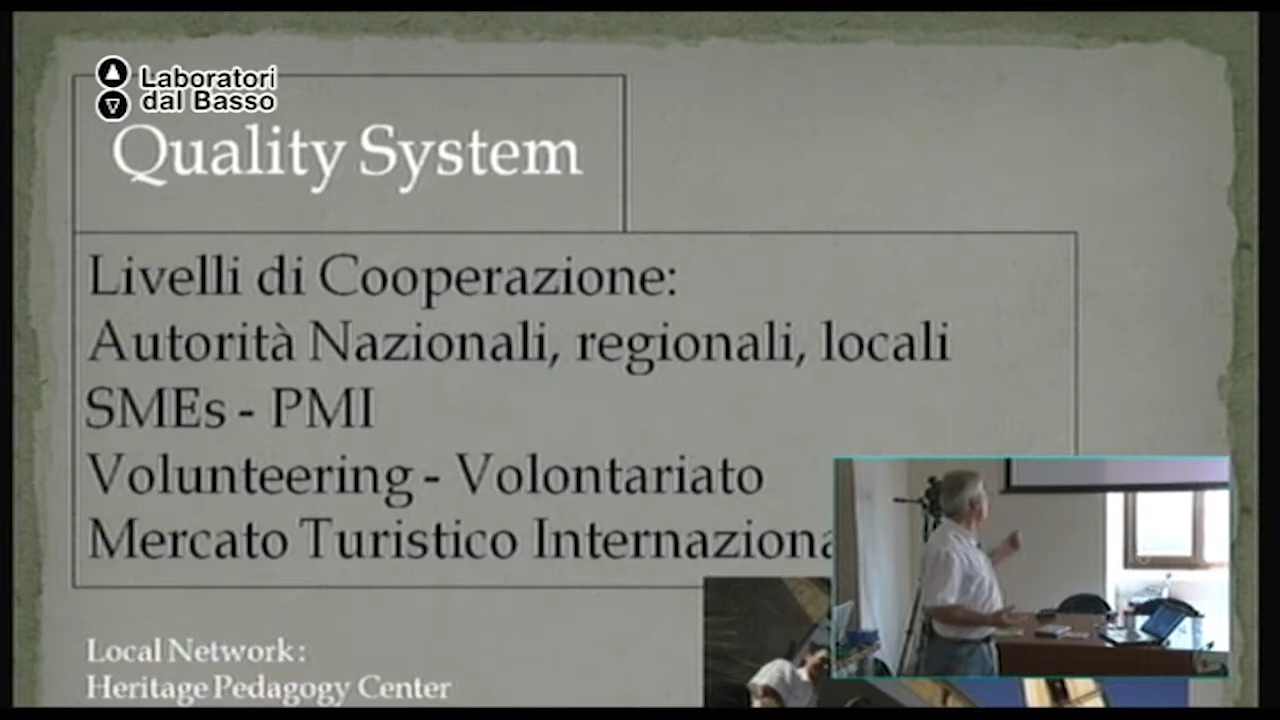 Laboratori
dal Basso
Quality System
Livelli di Cooperazione:
Autorità Nazionali, regionali, locali
SMEs - PMI
Volunteering - Volontariato
Mercato Turistico
Local Network:
Heritage Pedagogy Center